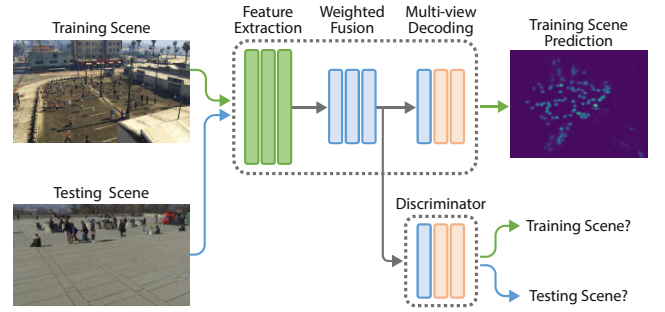 Training Scene
Feature
Extraction
Weighted
Fusion
Multi-view
Decoding
Training Scene
Prediction
Testing Scene
Discriminator
Training Scene?
Testing Scene?